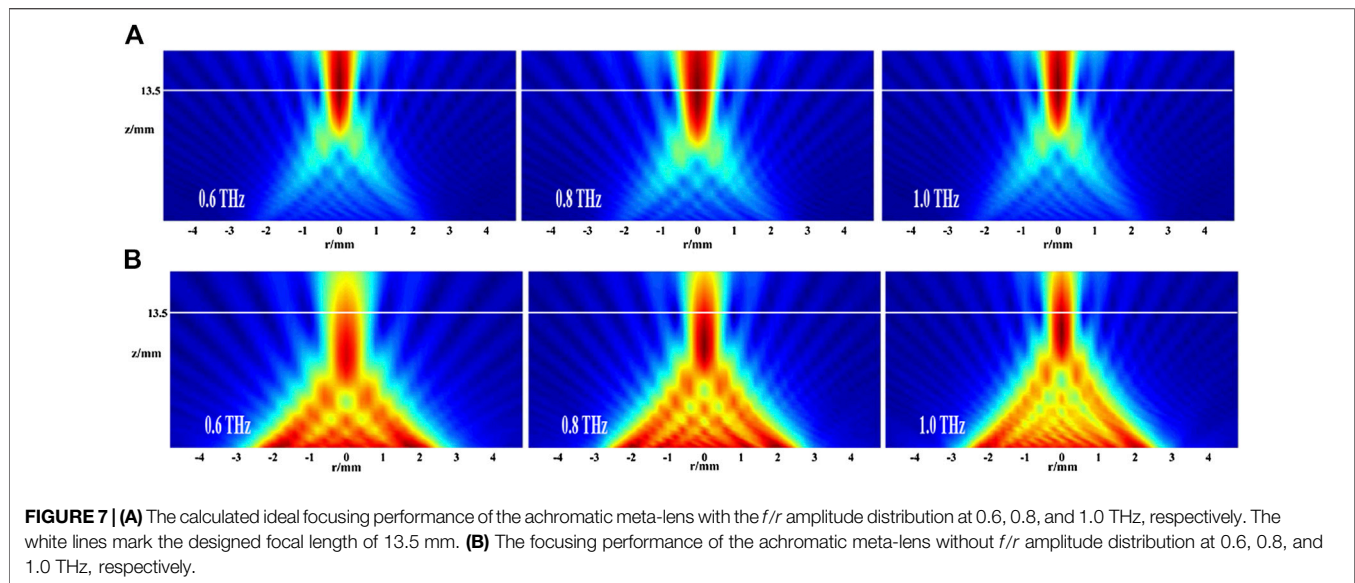 A
13.5
z/mm
0.6 THz 0.8 THz 1.0 THz
-4 -3 -2 -1 0 1 2 3 4 -4 -3 -2 -1 0 1 2 3 4 -4 -3 -2 -1 0 1 2 3 4
r/mm r/mm r/mm
B
13.5
z/mm
0.6 THz 0.8 THz 1.0 THz
-4 -3 -2 -1 0 1 2 3 4 -4 -3 -2 -1 0 1 2 3 4 -4 -3 -2 -1 0 1 2 3 4
r/mm r/mm r/mm
FIGURE 7 | (A) The calculated ideal focusing performance of the achromatic meta-lens with the f/r amplitude distribution at 0.6, 0.8, and 1.0 THz, respectively. The
white lines mark the designed focal length of 13.5 mm. (B) The focusing performance of the achromatic meta-lens without f/r amplitude distribution at 0.6, 0.8, and
1.0 THz, respectively.